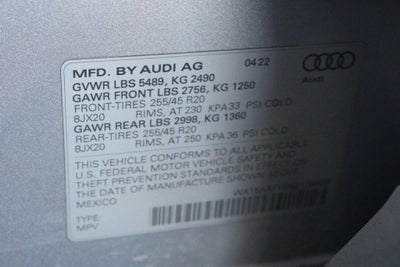 MFD. BY AUDI AG 04 22
GVWR LBS 5489, KG 2490
GAWR FRONT LBS 2756, KG 1250
FRONT-TIRES 255/45 R20
8JX20 RIMS, AT 230 KPA 33 PSI COLD
GAWR REAR LBS 2998, KG 1360
REAR-TIRES 255/45 R20
8JX20 RIMS, AT 250 KPA 36 PSI COLD
THIS VEHICLE CONFORMS TO ALL APPLICABLE
U.S. FEDERAL MOTOR VEHICLE SAFETY, BUMPER, AND
THEFT PREVENTION STANDARDS IN EFFECT ON THE DATE
OF MANUFACTURE SHOWN ABOVE.
MEXICO
TYPE:
MPV
Audi